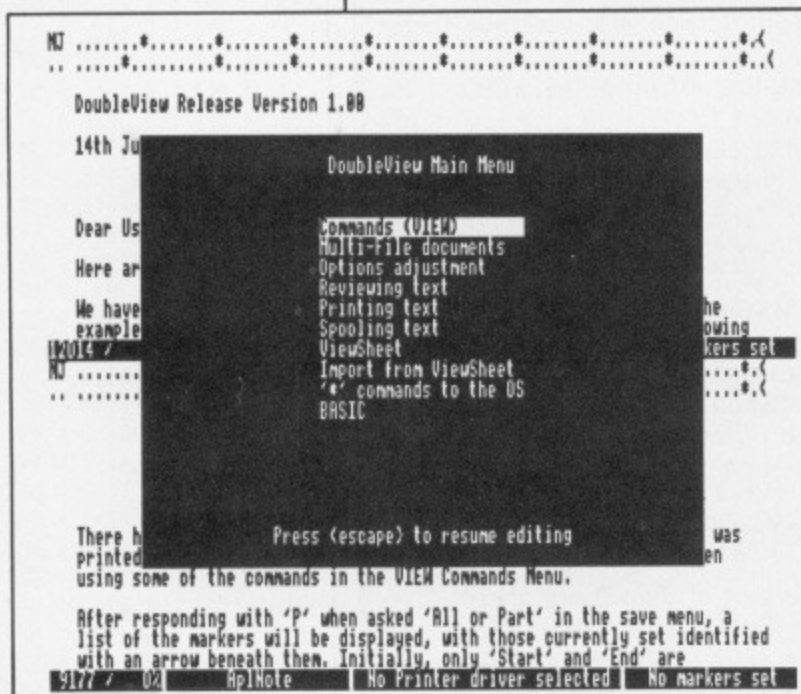 MJ .......*.......*.......*.......*.......*.......*.......*.......*.......*.<
.. .....*.........*.......*.......*.......*.......*.......*.......*.......*..<
DoubleView Release Version 1.00
14th Ju
DoubleView Main Menu
Dear Us
Commands (VIEW)
Multi-File documents
Here ar
Options adjustment
Reviewing text
We have
Printing text
he
example
Spooling text
owing
12014 /
ViewSheet
kers set
MJ .......
Import from ViewSheet
....*.<
.. .......
'*' commands to the OS
....*.<
BASIC
There h
Press <escape> to resume editing
was
printed
en
using some of the commands in the VIEW Commands Menu.
After responding with 'P' when asked 'All or Part' in the save menu, a
list of the markers will be displayed, with those currently set identified
with an arrow beneath them. Initially, only 'Start' and 'End' are
9177 / 0% AplNote No Printer driver selected No markers set